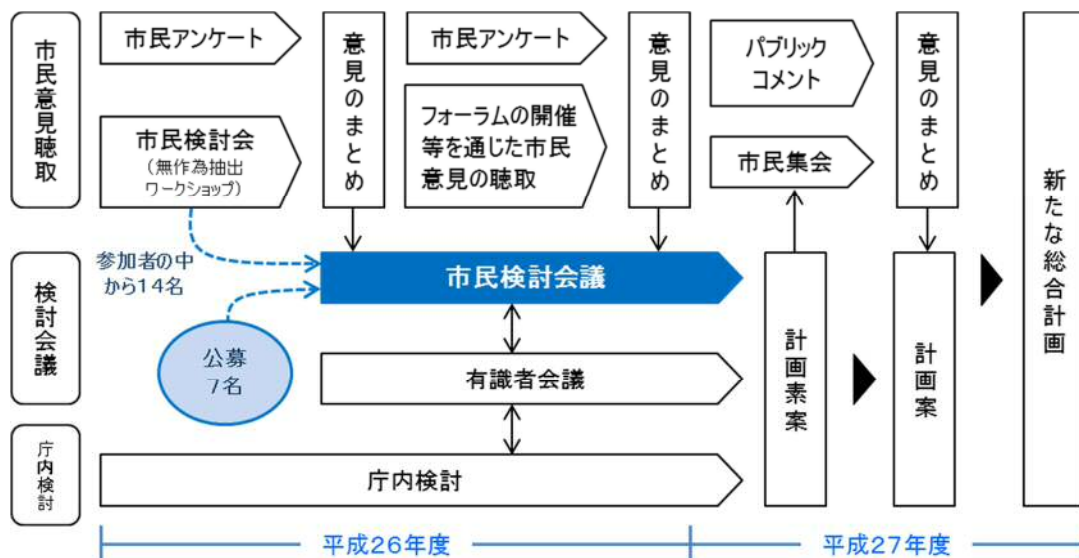 市民意見聴取
市民アンケート
市民検討会
(無作為抽出
ワークショップ)
意見のまとめ
市民アンケート
フォーラムの開催
等を通じた市民
意見の聴取
意見のまとめ
パブリック
コメント
市民集会
意見のまとめ
新たな総合計画
検討会議
参加者の中
から14名
公募
7名
市民検討会議
有識者会議
計画素案
計画案
庁内検討
庁内検討
平成26年度
平成27年度